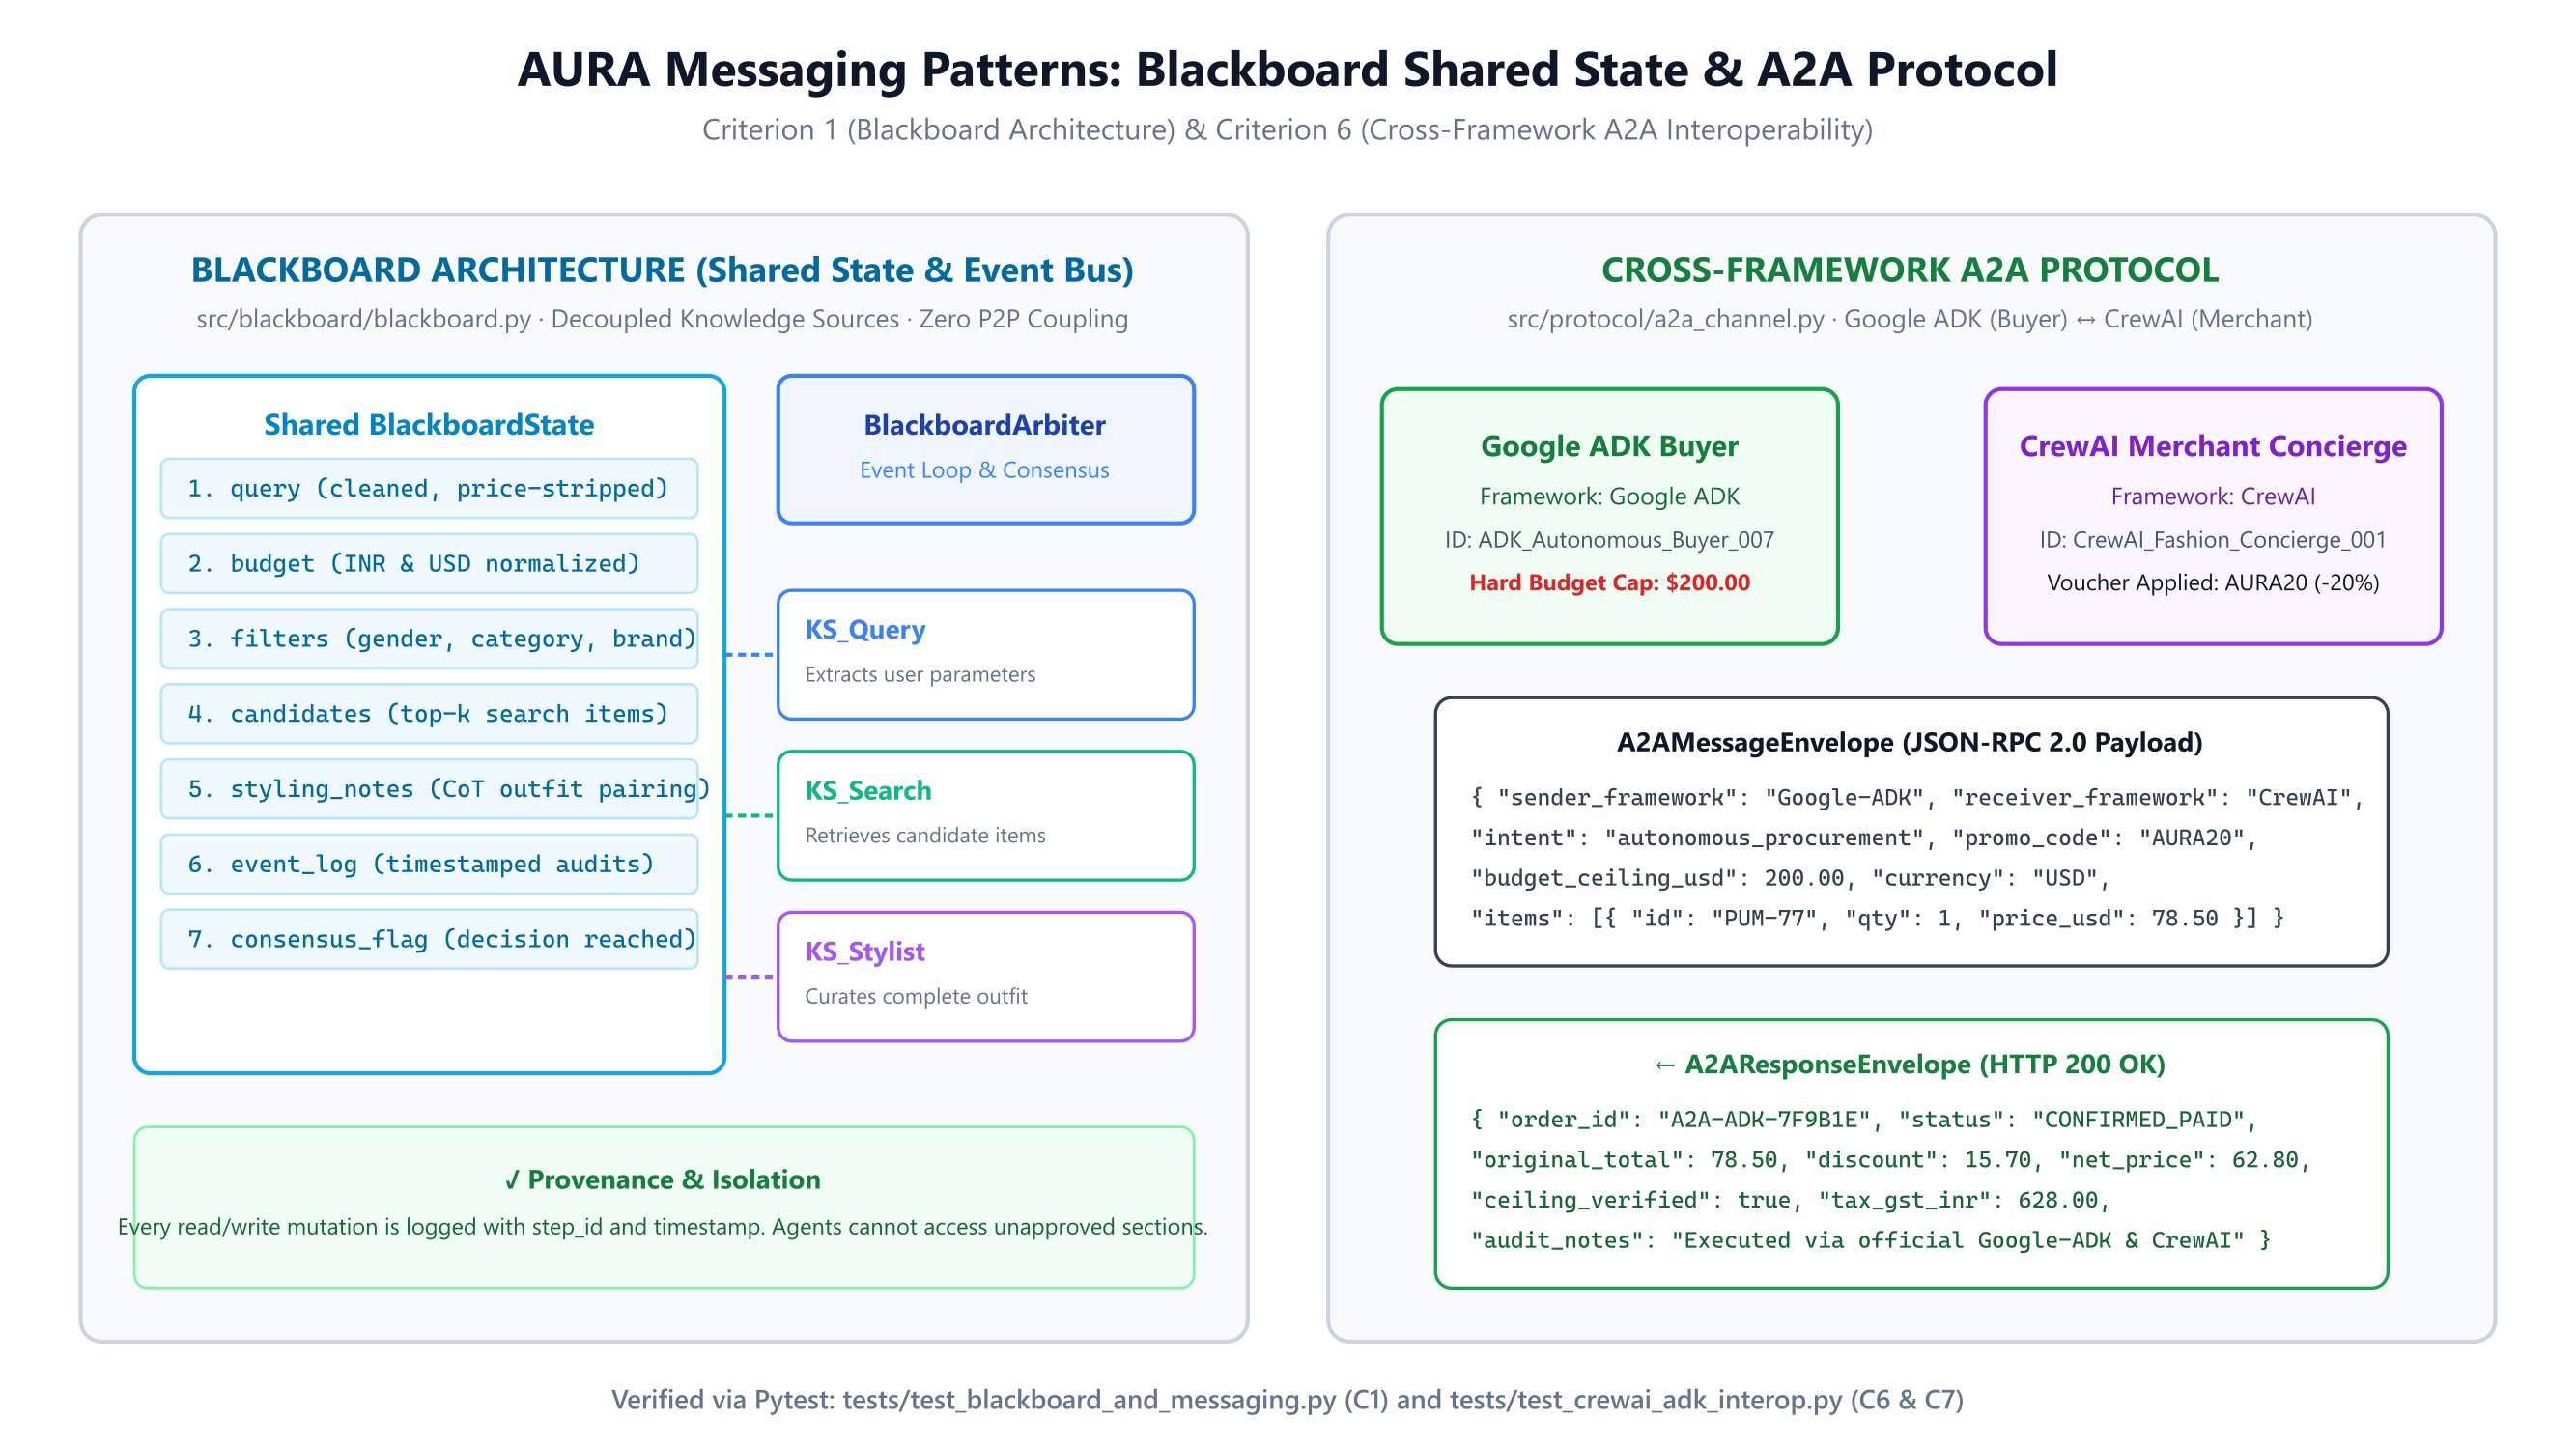 AURA Messaging Patterns: Blackboard Shared State & A2A Protocol
Criterion 1 (Blackboard Architecture) & Criterion 6 (Cross-Framework A2A Interoperability)
BLACKBOARD ARCHITECTURE (Shared State & Event Bus)
src/blackboard/blackboard.py · Decoupled Knowledge Sources · Zero P2P Coupling
Shared BlackboardState
1. query (cleaned, price-stripped)
2. budget (INR & USD normalized)
3. filters (gender, category, brand)
4. candidates (top-k search items)
5. styling_notes (CoT outfit pairing)
6. event_log (timestamped audits)
7. consensus_flag (decision reached)
BlackboardArbiter
Event Loop & Consensus
KS_Query
Extracts user parameters
KS_Search
Retrieves candidate items
KS_Stylist
Curates complete outfit
✓ Provenance & Isolation
Every read/write mutation is logged with step_id and timestamp. Agents cannot access unapproved sections.
CROSS-FRAMEWORK A2A PROTOCOL
src/protocol/a2a_channel.py · Google ADK (Buyer) ↔ CrewAI (Merchant)
Google ADK Buyer
Framework: Google ADK
ID: ADK_Autonomous_Buyer_007
Hard Budget Cap: $200.00
CrewAI Merchant Concierge
Framework: CrewAI
ID: CrewAI_Fashion_Concierge_001
Voucher Applied: AURA20 (-20%)
A2AMessageEnvelope (JSON-RPC 2.0 Payload)
{ "sender_framework": "Google-ADK", "receiver_framework": "CrewAI",
"intent": "autonomous_procurement", "promo_code": "AURA20",
"budget_ceiling_usd": 200.00, "currency": "USD",
"items": [{ "id": "PUM-77", "qty": 1, "price_usd": 78.50 }] }
← A2AResponseEnvelope (HTTP 200 OK)
{ "order_id": "A2A-ADK-7F9B1E", "status": "CONFIRMED_PAID",
"original_total": 78.50, "discount": 15.70, "net_price": 62.80,
"ceiling_verified": true, "tax_gst_inr": 628.00,
"audit_notes": "Executed via official Google-ADK & CrewAI" }
Verified via Pytest: tests/test_blackboard_and_messaging.py (C1) and tests/test_crewai_adk_interop.py (C6 & C7)